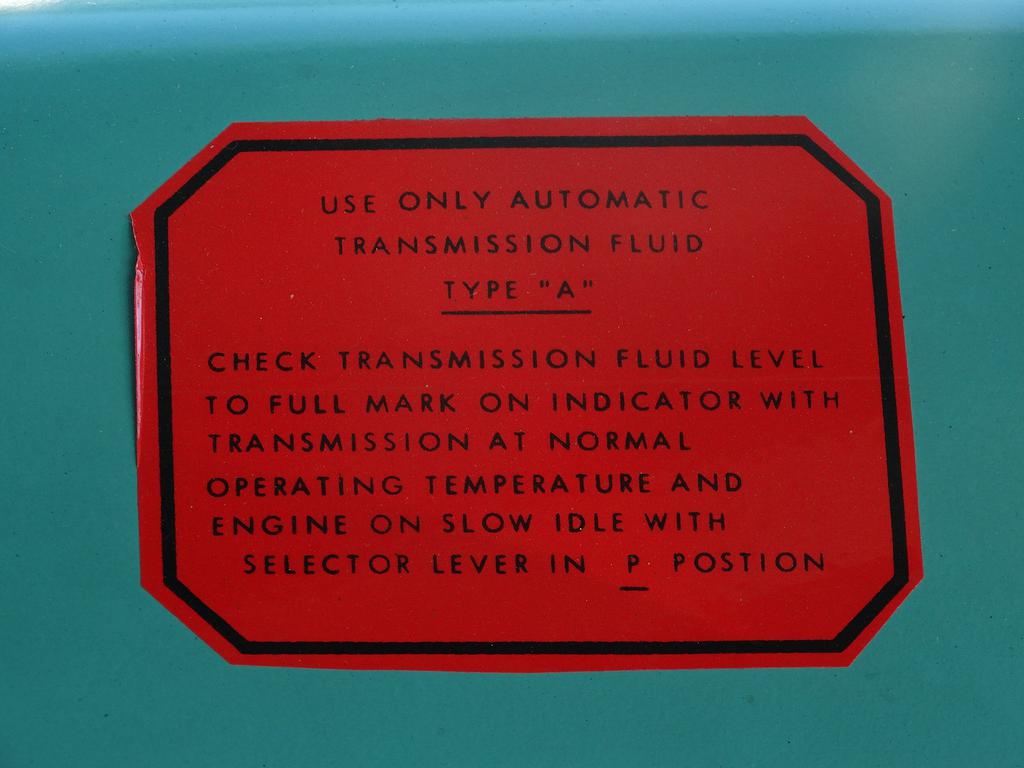 USE ONLY AUTOMATIC
TRANSMISSION FLUID
TYPE "A"
CHECK TRANSMISSION FLUID LEVEL
TO FULL MARK ON INDICATOR WITH
TRANSMISSION AT NORMAL
OPERATING TEMPERATURE AND
ENGINE ON SLOW IDLE WITH
SELECTOR LEVER IN P POSTION